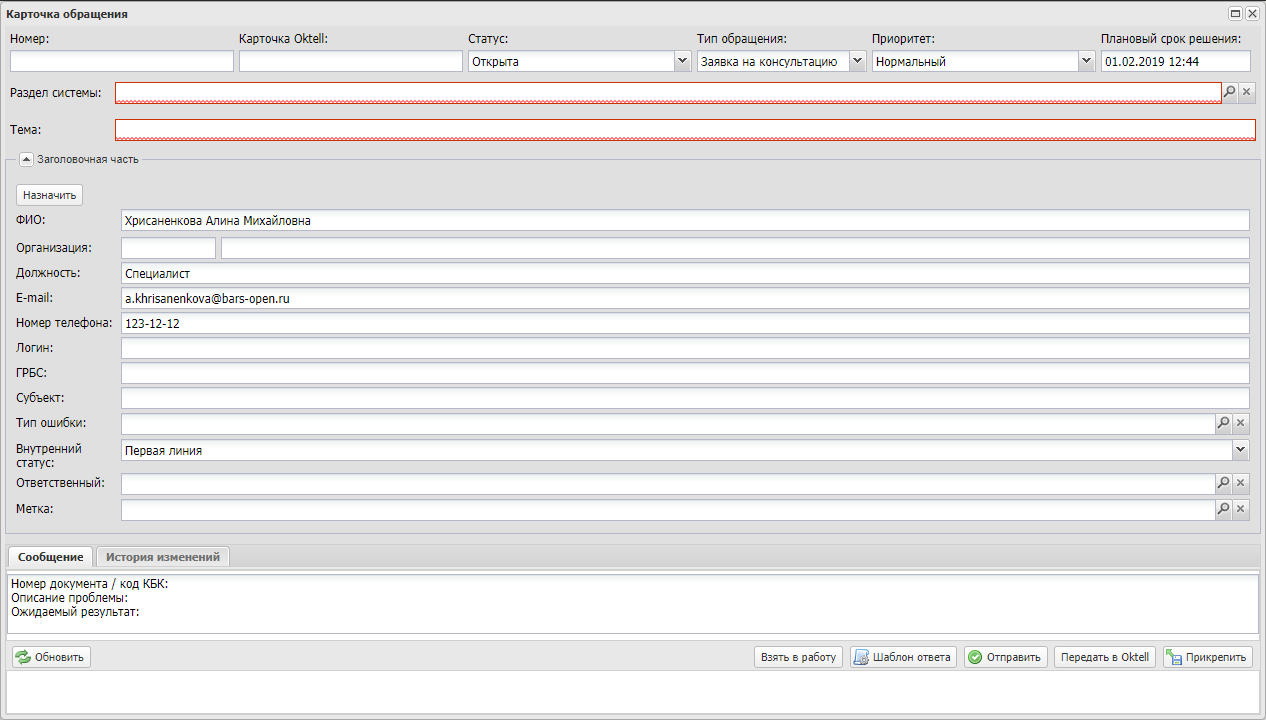 Карточка обращения
Номер: Карточка Oktell: Статус: Тип обращения: Приоритет: Плановый срок решения:
Открыта Заявка на консультацию Нормальный 01.02.2019 12:44
Раздел системы:
Тема:
Заголовочная часть
Назначить
ФИО: Хрисаненкова Алина Михайловна
Организация:
Должность: Специалист
E-mail: a.khrisanenkova@bars-open.ru
Номер телефона: 123-12-12
Логин:
ГРБС:
Субъект:
Тип ошибки:
Внутренний статус: Первая линия
Ответственный:
Метка:
Сообщение История изменений
Номер документа / код КБК:
Описание проблемы:
Ожидаемый результат:
Обновить Взять в работу Шаблон ответа Отправить Передать в Oktell Прикрепить